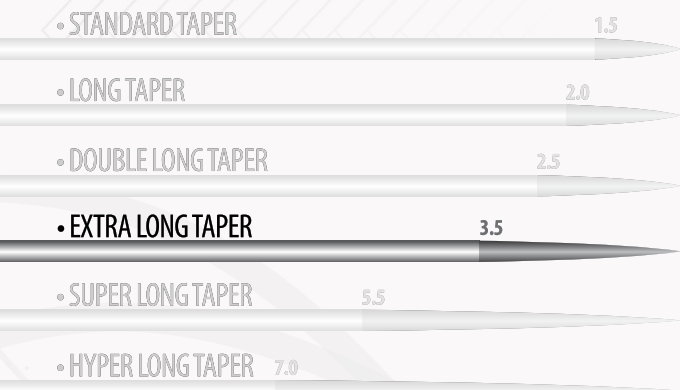 • STANDARD TAPER 1.5
• LONG TAPER 2.0
• DOUBLE LONG TAPER 2.5
• EXTRA LONG TAPER 3.5
• SUPER LONG TAPER 5.5
• HYPER LONG TAPER 7.0